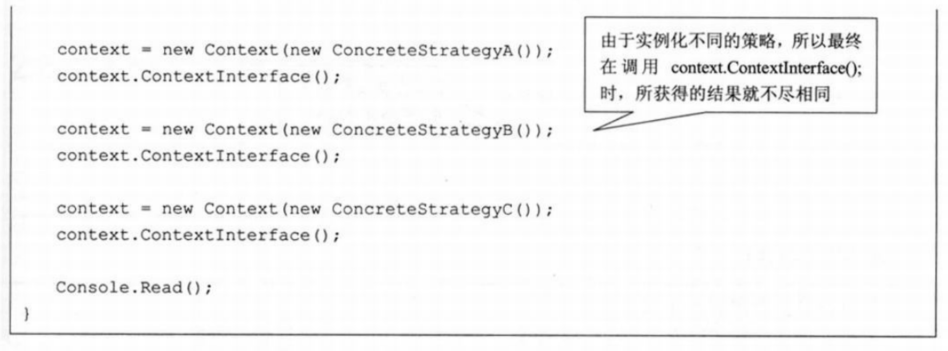 context = new Context(new ConcreteStrategyA());
context.ContextInterface();
context = new Context(new ConcreteStrategyB());
context.ContextInterface();
context = new Context(new ConcreteStrategyC());
context.ContextInterface();
Console.Read();
}
由于实例化不同的策略，所以最终
在调用 context.ContextInterface();
时，所获得的结果就不尽相同